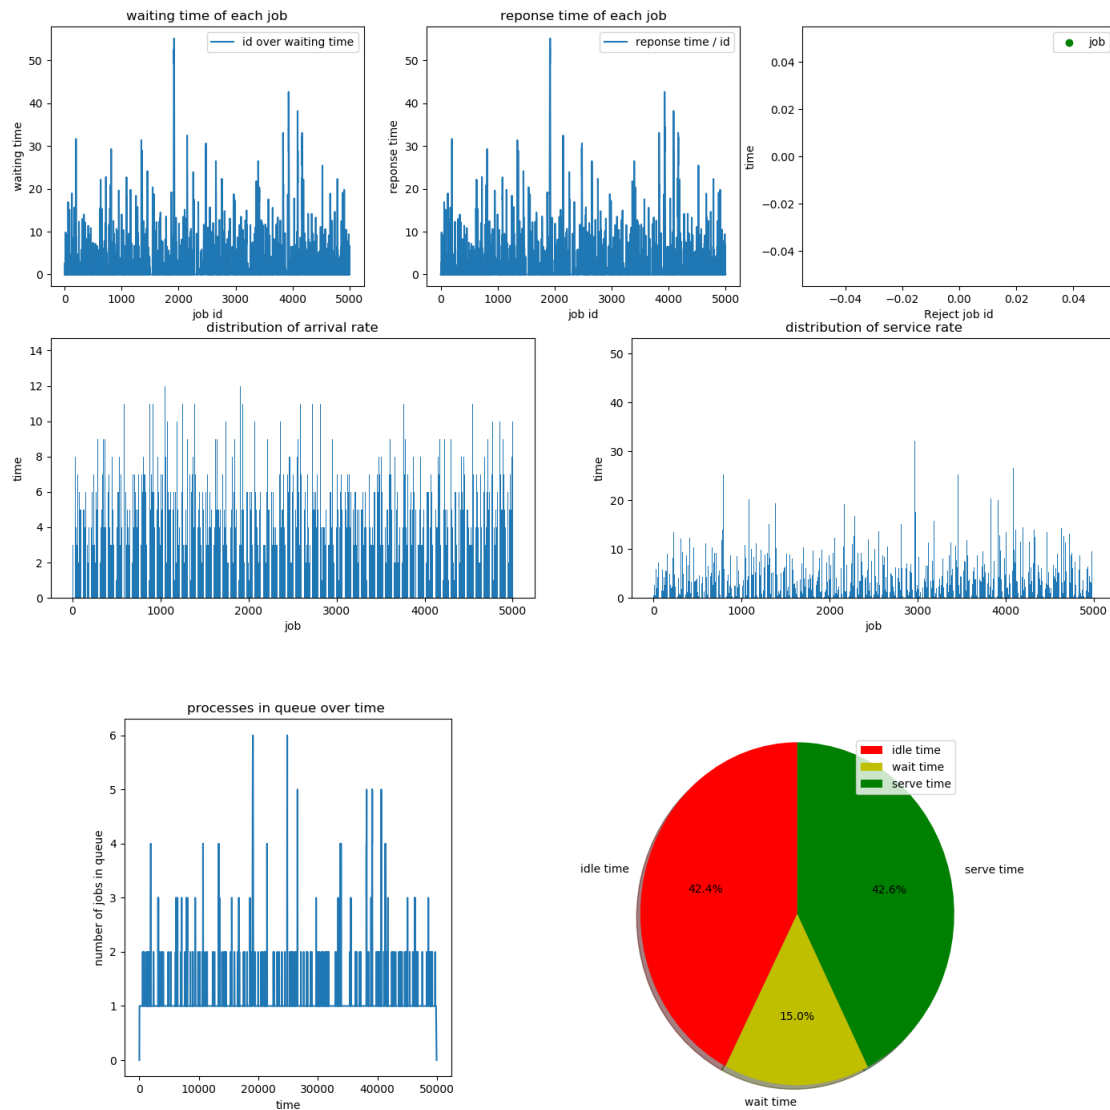 waiting time of each job
id over waiting time
waiting time
50
40
30
20
10
0
0 1000 2000 3000 4000 5000
job id
reponse time of each job
reponse time / id
reponse time
50
40
30
20
10
0
0 1000 2000 3000 4000 5000
job id
job
time
0.04
0.02
0.00
−0.02
−0.04
−0.04 −0.02 0.00 0.02 0.04
Reject job id
distribution of arrival rate
time
14
12
10
8
6
4
2
0
0 1000 2000 3000 4000 5000
job
distribution of service rate
time
50
40
30
20
10
0
0 1000 2000 3000 4000 5000
job
processes in queue over time
number of jobs in queue
6
5
4
3
2
1
0
0 10000 20000 30000 40000 50000
time
idle time
wait time
serve time
idle time
42.4%
42.6%
serve time
15.0%
wait time